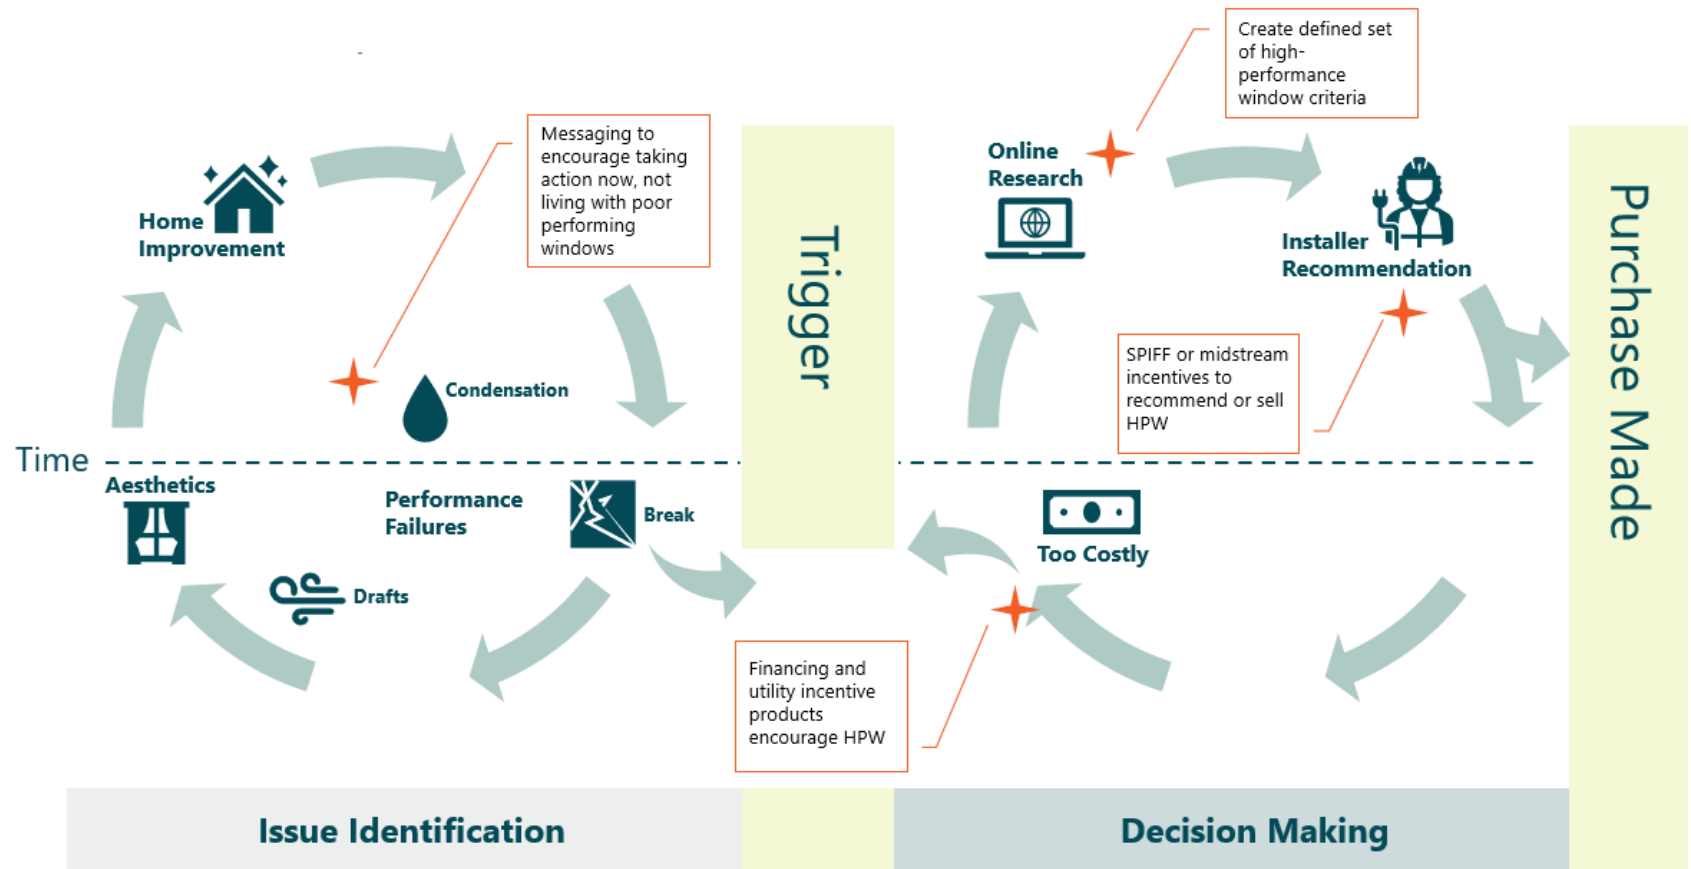 Create defined set
of high-
performance
window criteria
Messaging to
encourage taking
action now, not
living with poor
performing
windows
Home
Improvement
Trigger
Online
Research
Installer
Recommendation
Purchase Made
SPIFF or midstream
incentives to
recommend or sell
HPW
Condensation
Time
Aesthetics
Performance
Failures
Break
Drafts
Too Costly
Financing and
utility incentive
products
encourage HPW
Issue Identification
Decision Making